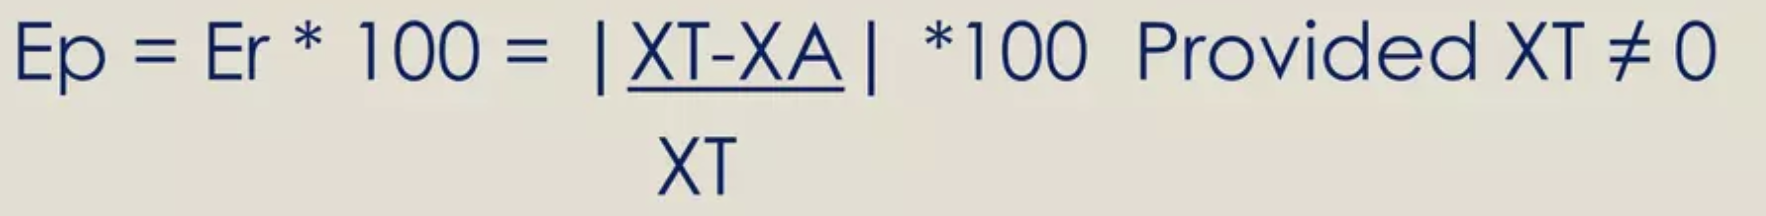 Ep = Er * 100 = | XT-XA | *100 Provided XT ≠ 0
XT